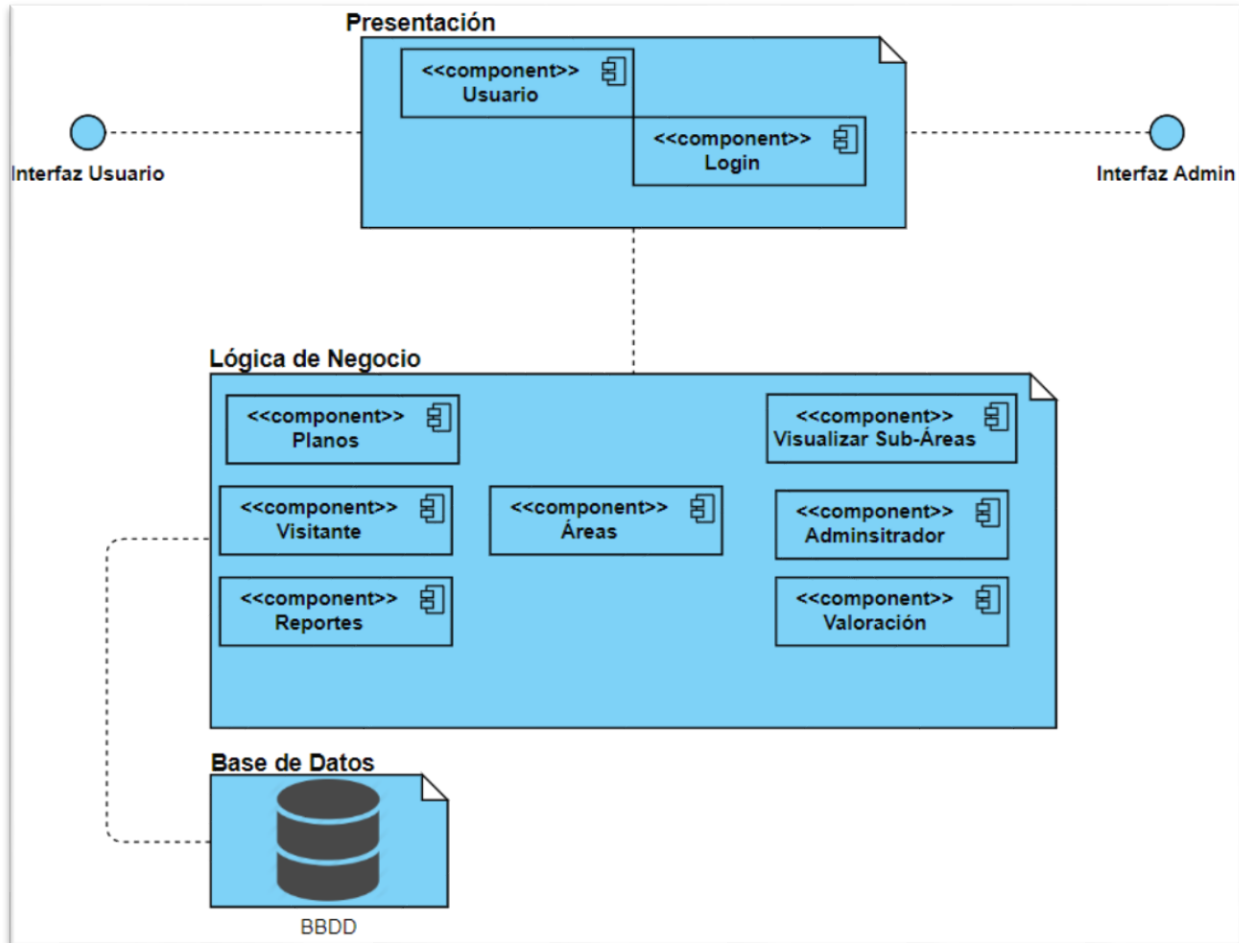 Presentación
<<component>>
Usuario
<<component>>
Login
Interfaz Usuario
Interfaz Admin
Lógica de Negocio
<<component>>
Planos
<<component>>
Visualizar Sub-Áreas
<<component>>
Visitante
<<component>>
Áreas
<<component>>
Adminsitrador
<<component>>
Reportes
<<component>>
Valoración
Base de Datos
BBDD